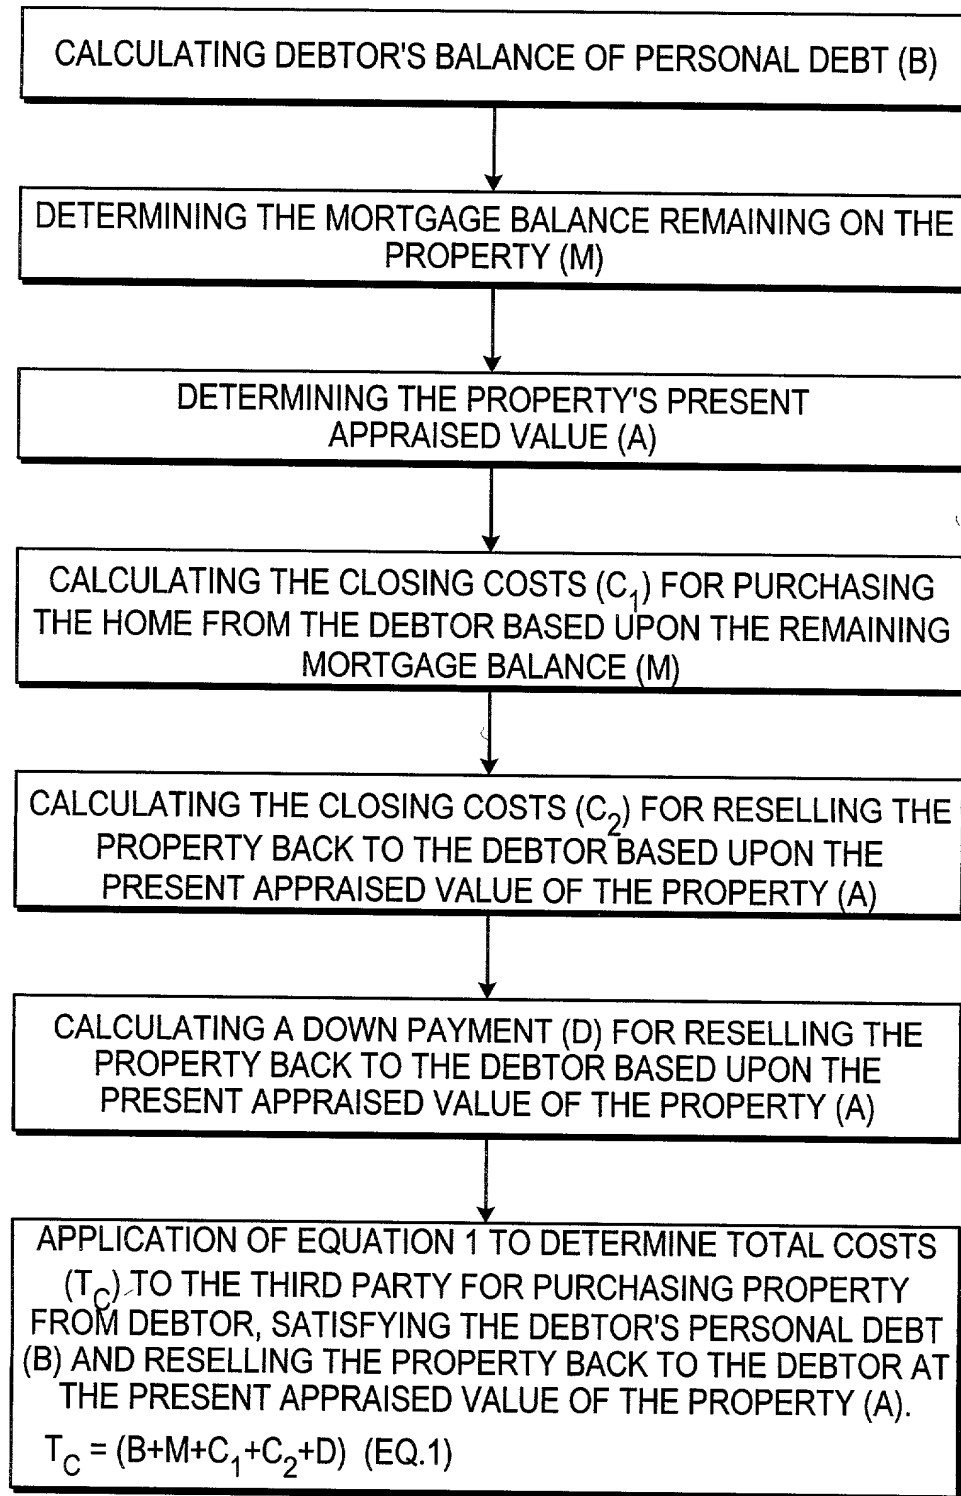 CALCULATING DEBTOR'S BALANCE OF PERSONAL DEBT (B)
DETERMINING THE MORTGAGE BALANCE REMAINING ON THE
PROPERTY (M)
DETERMINING THE PROPERTY'S PRESENT
APPRAISED VALUE (A)
CALCULATING THE CLOSING COSTS (C₁) FOR PURCHASING
THE HOME FROM THE DEBTOR BASED UPON THE REMAINING
MORTGAGE BALANCE (M)
CALCULATING THE CLOSING COSTS (C₂) FOR RESELLING THE
PROPERTY BACK TO THE DEBTOR BASED UPON THE
PRESENT APPRAISED VALUE OF THE PROPERTY (A)
CALCULATING A DOWN PAYMENT (D) FOR RESELLING THE
PROPERTY BACK TO THE DEBTOR BASED UPON THE
PRESENT APPRAISED VALUE OF THE PROPERTY (A)
APPLICATION OF EQUATION 1 TO DETERMINE TOTAL COSTS
(T_C) TO THE THIRD PARTY FOR PURCHASING PROPERTY
FROM DEBTOR, SATISFYING THE DEBTOR'S PERSONAL DEBT
(B) AND RESELLING THE PROPERTY BACK TO THE DEBTOR AT
THE PRESENT APPRAISED VALUE OF THE PROPERTY (A).
T_C = (B+M+C₁+C₂+D) (EQ.1)